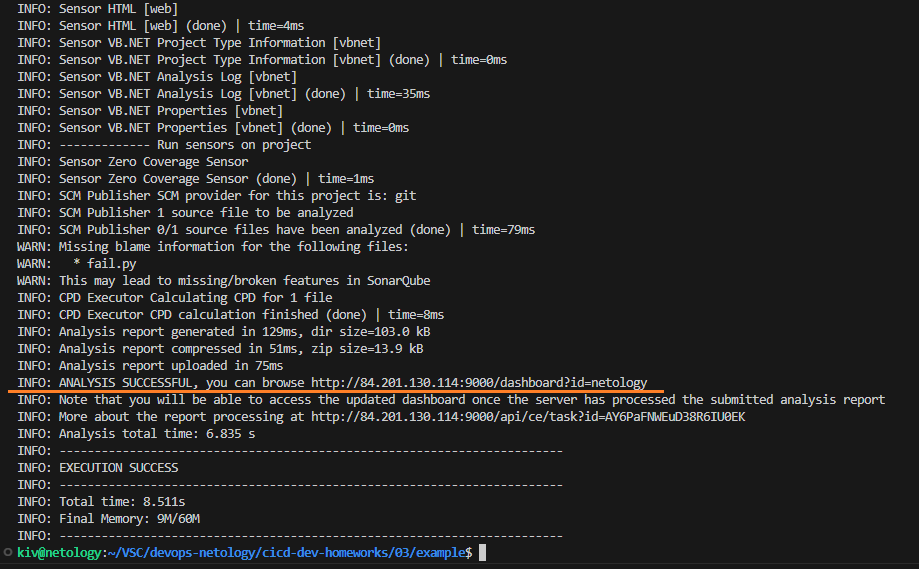 INFO: Sensor HTML [web]
INFO: Sensor HTML [web] (done) | time=4ms
INFO: Sensor VB.NET Project Type Information [vbnet]
INFO: Sensor VB.NET Project Type Information [vbnet] (done) | time=0ms
INFO: Sensor VB.NET Analysis Log [vbnet]
INFO: Sensor VB.NET Analysis Log [vbnet] (done) | time=35ms
INFO: Sensor VB.NET Properties [vbnet]
INFO: Sensor VB.NET Properties [vbnet] (done) | time=0ms
INFO: ------------- Run sensors on project
INFO: Sensor Zero Coverage Sensor
INFO: Sensor Zero Coverage Sensor (done) | time=1ms
INFO: SCM Publisher SCM provider for this project is: git
INFO: SCM Publisher 1 source file to be analyzed
INFO: SCM Publisher 0/1 source files have been analyzed (done) | time=79ms
WARN: Missing blame information for the following files:
WARN:   * fail.py
WARN: This may lead to missing/broken features in SonarQube
INFO: CPD Executor Calculating CPD for 1 file
INFO: CPD Executor CPD calculation finished (done) | time=8ms
INFO: Analysis report generated in 129ms, dir size=103.0 kB
INFO: Analysis report compressed in 51ms, zip size=13.9 kB
INFO: Analysis report uploaded in 75ms
INFO: ANALYSIS SUCCESSFUL, you can browse http://84.201.130.114:9000/dashboard?id=netology
INFO: Note that you will be able to access the updated dashboard once the server has processed the submitted analysis report
INFO: More about the report processing at http://84.201.130.114:9000/api/ce/task?id=AY6PaFNWEuD38R6IU0EK
INFO: Analysis total time: 6.835 s
INFO: ------------------------------------------------------------------------
INFO: EXECUTION SUCCESS
INFO: ------------------------------------------------------------------------
INFO: Total time: 8.511s
INFO: Final Memory: 9M/60M
INFO: ------------------------------------------------------------------------
kiv@netology:~/VSC/devops-netology/cicd-dev-homeworks/03/example$